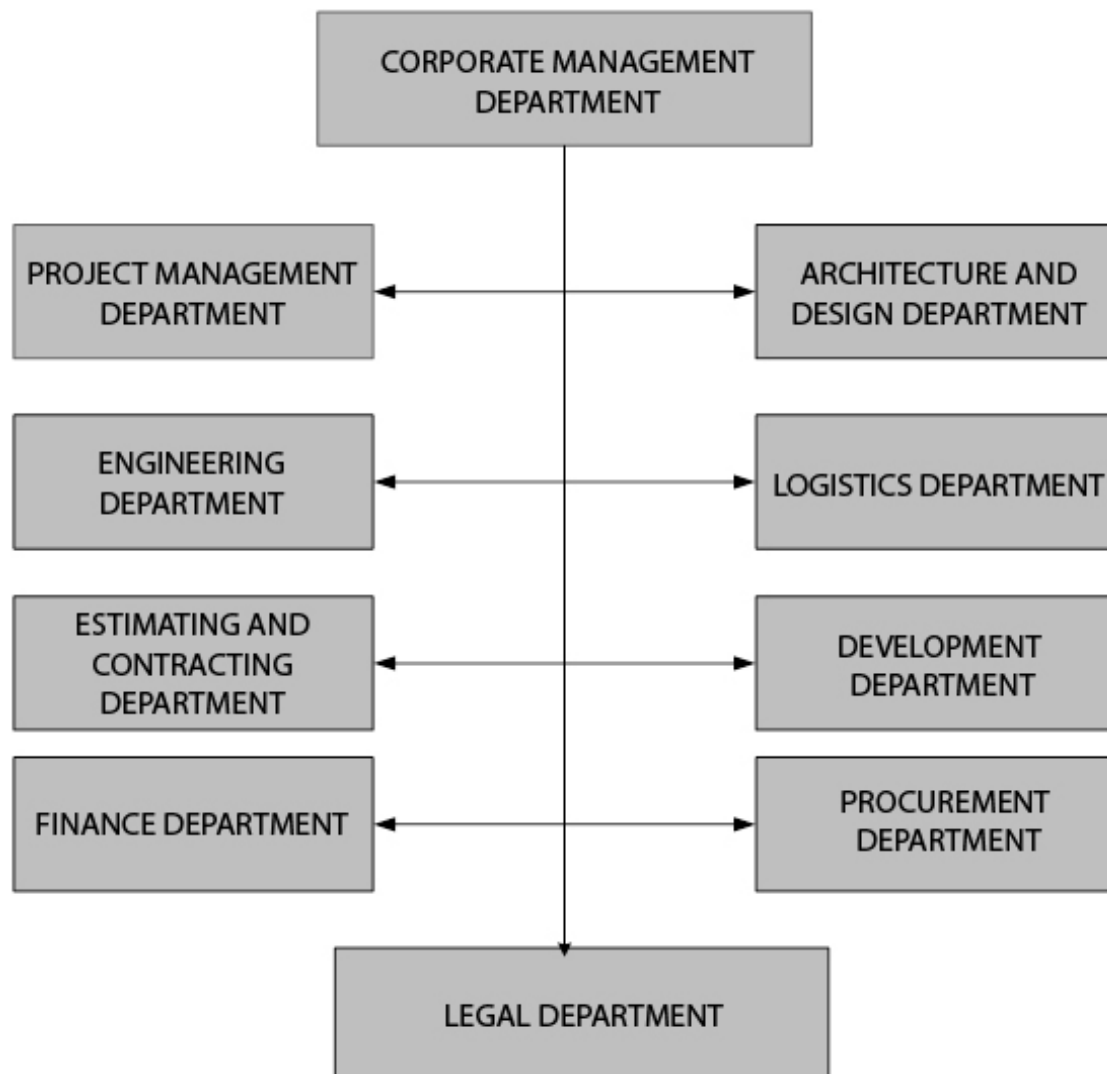 CORPORATE MANAGEMENT
DEPARTMENT
PROJECT MANAGEMENT
DEPARTMENT
ARCHITECTURE AND
DESIGN DEPARTMENT
ENGINEERING
DEPARTMENT
LOGISTICS DEPARTMENT
ESTIMATING AND
CONTRACTING
DEPARTMENT
DEVELOPMENT
DEPARTMENT
FINANCE DEPARTMENT
PROCUREMENT
DEPARTMENT
LEGAL DEPARTMENT